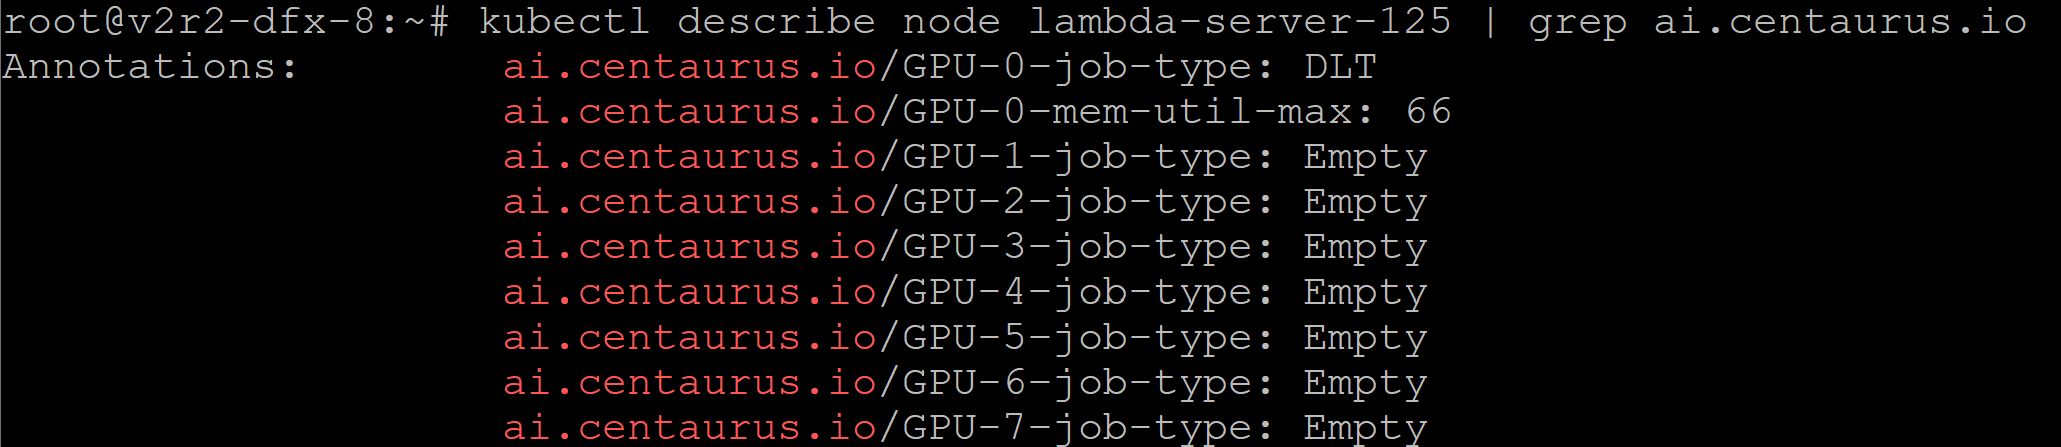 root@v2r2-dfx-8:~# kubectl describe node lambda-server-125 | grep ai.centaurus.io
Annotations:        ai.centaurus.io/GPU-0-job-type: DLT
                    ai.centaurus.io/GPU-0-mem-util-max: 66
                    ai.centaurus.io/GPU-1-job-type: Empty
                    ai.centaurus.io/GPU-2-job-type: Empty
                    ai.centaurus.io/GPU-3-job-type: Empty
                    ai.centaurus.io/GPU-4-job-type: Empty
                    ai.centaurus.io/GPU-5-job-type: Empty
                    ai.centaurus.io/GPU-6-job-type: Empty
                    ai.centaurus.io/GPU-7-job-type: Empty